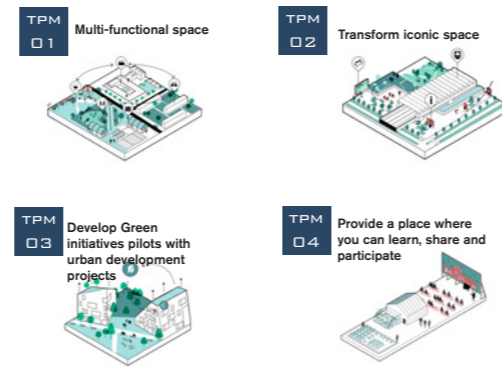 TPM
01
Multi-functional space
TPM
02
Transform iconic space
TPM
03
Develop Green
initiatives pilots with
urban development
projects
TPM
04
Provide a place where
you can learn, share and
participate